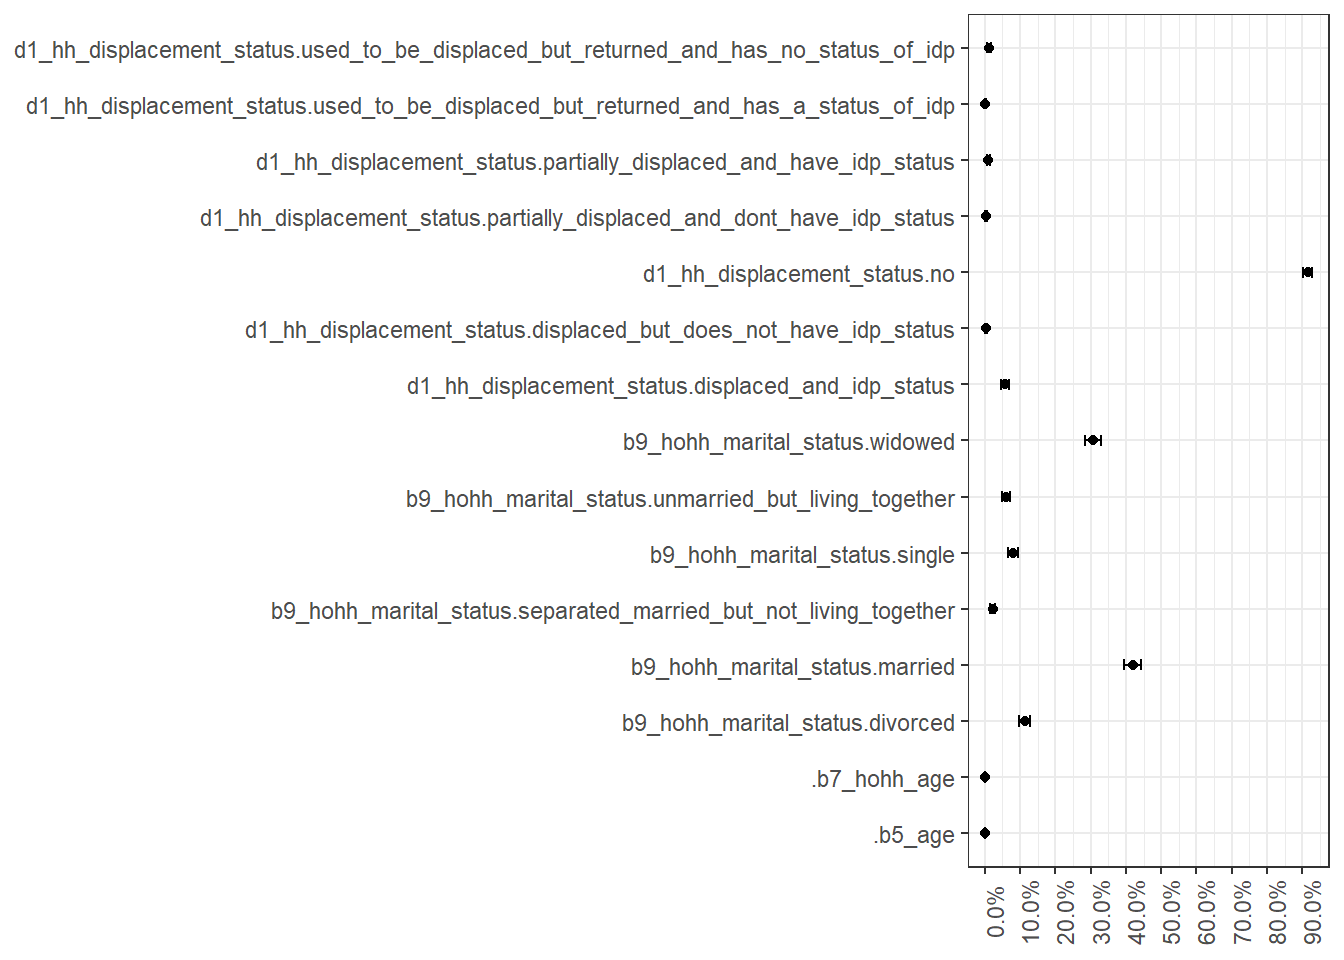 d1_hh_displacement_status.used_to_be_displaced_but_returned_and_has_no_status_of_idp
d1_hh_displacement_status.used_to_be_displaced_but_returned_and_has_a_status_of_idp
d1_hh_displacement_status.partially_displaced_and_have_idp_status
d1_hh_displacement_status.partially_displaced_and_dont_have_idp_status
d1_hh_displacement_status.no
d1_hh_displacement_status.displaced_but_does_not_have_idp_status
d1_hh_displacement_status.displaced_and_idp_status
b9_hohh_marital_status.widowed
b9_hohh_marital_status.unmarried_but_living_together
b9_hohh_marital_status.single
b9_hohh_marital_status.separated_married_but_not_living_together
b9_hohh_marital_status.married
b9_hohh_marital_status.divorced
.b7_hohh_age
.b5_age
0.0%
10.0%
20.0%
30.0%
40.0%
50.0%
60.0%
70.0%
80.0%
90.0%